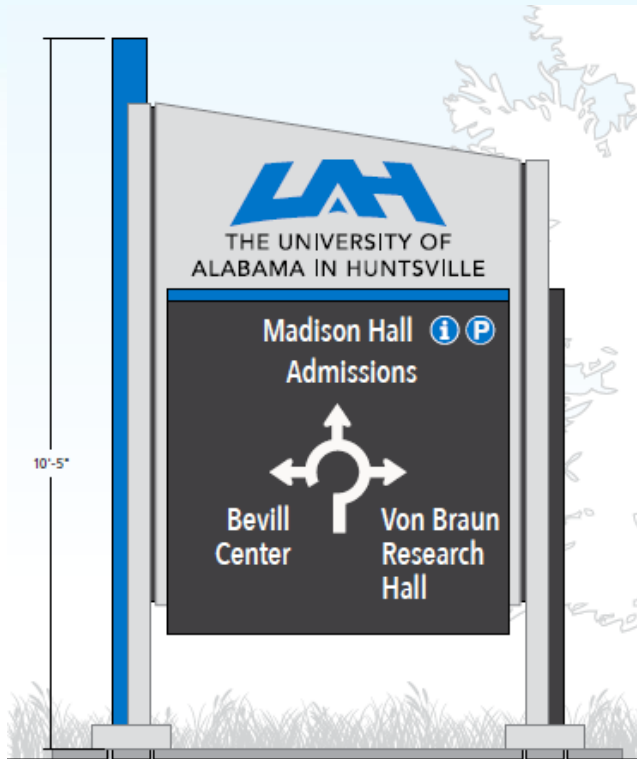 UAH
THE UNIVERSITY OF
ALABAMA IN HUNTSVILLE
Madison Hall i P
Admissions
10'-5"
Bevill
Center
Von Braun
Research
Hall